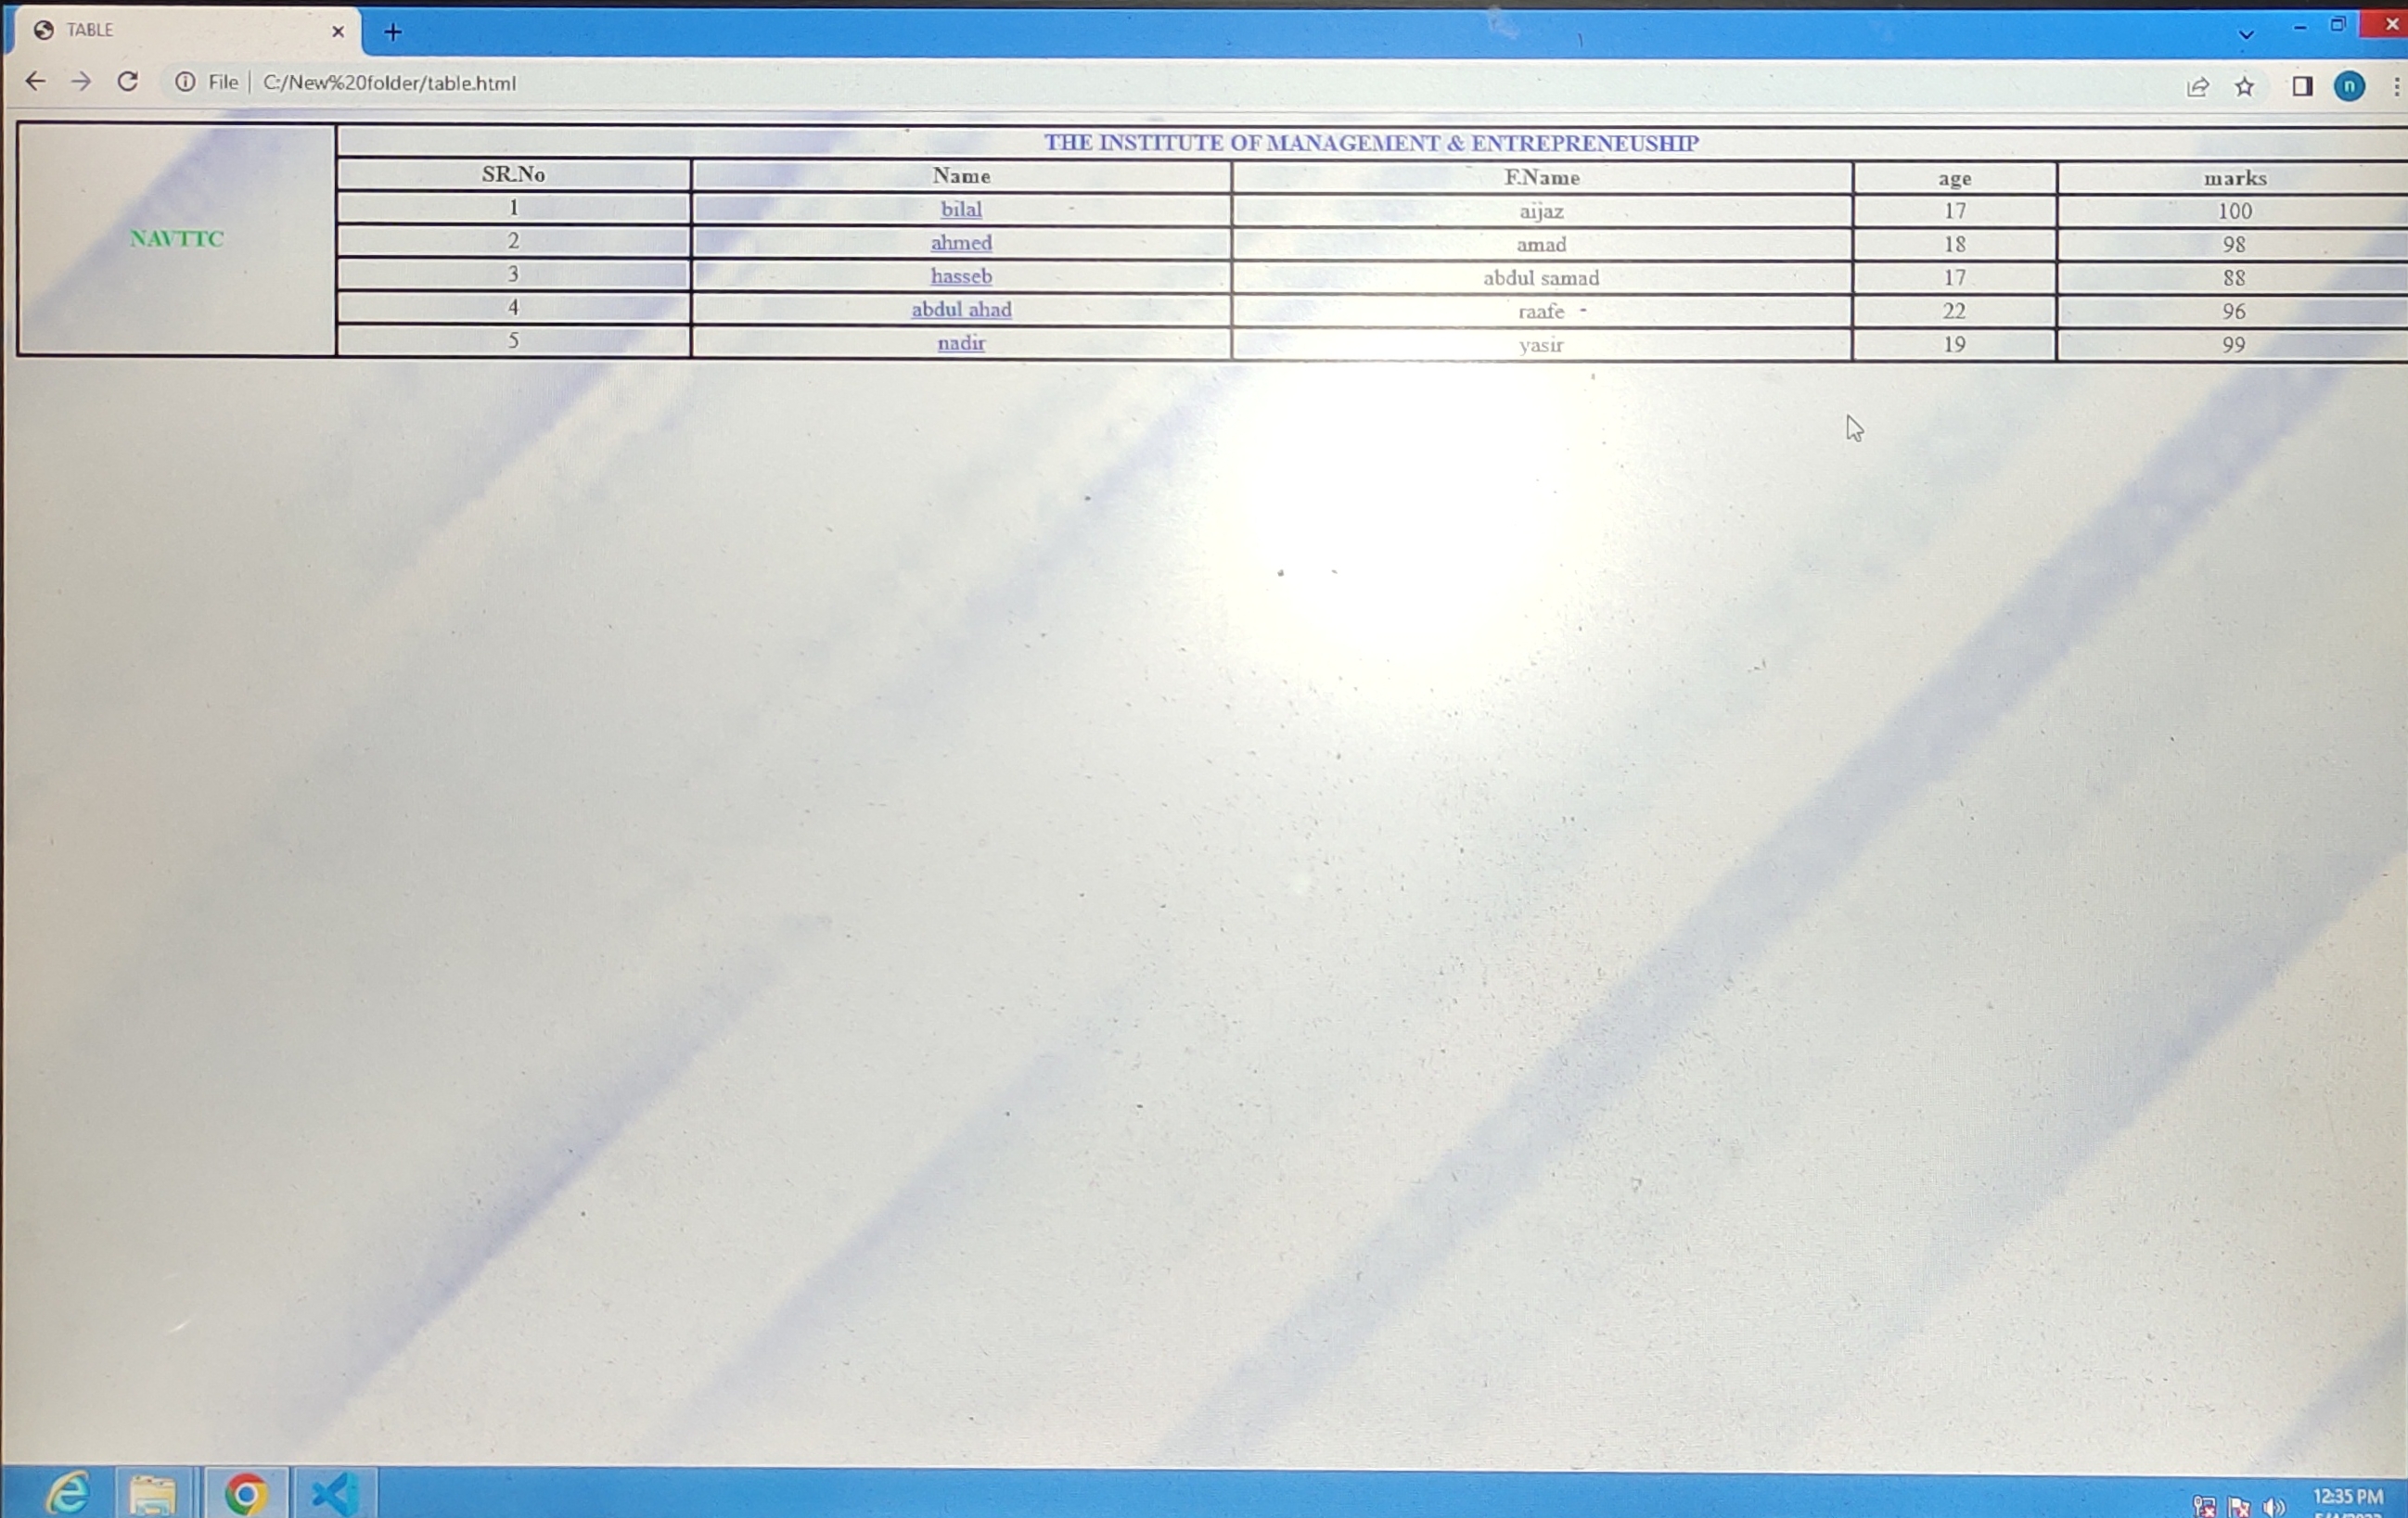 TABLE
File | C:/New%20folder/table.html
n
THE INSTITUTE OF MANAGEMENT & ENTREPRENEUSHIP
NAVTTC
SR.No Name F.Name age marks
1 bilal aijaz 17 100
2 ahmed amad 18 98
3 hasseb abdul samad 17 88
4 abdul ahad raafe 22 96
5 nadir yasir 19 99
12:35 PM